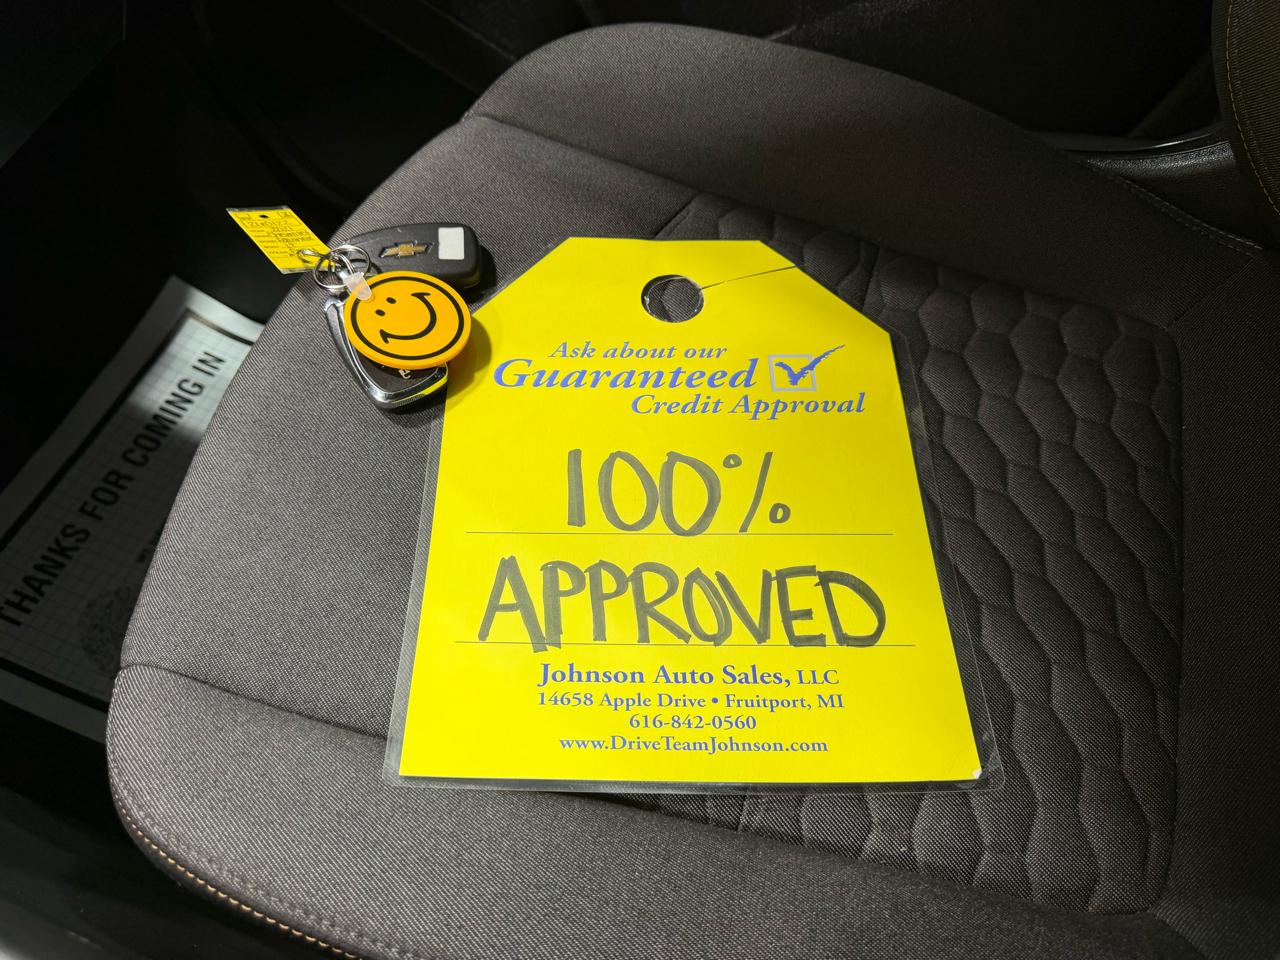 Ask about our
Guaranteed
Credit Approval
100%
APPROVED
Johnson Auto Sales, LLC
14658 Apple Drive • Fruitport, MI
616-842-0560
www.DriveTeamJohnson.com
THANKS FOR COMING IN